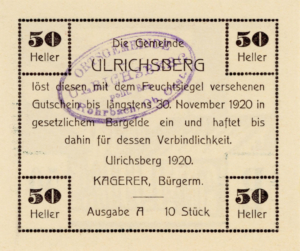 50 Heller
50 Heller
Die Gemeinde
ULRICHSBERG
löst diesen mit dem Feuchtsiegel versehenen
Gutschein bis längstens 30. November 1920 in
gesetzlichem Bargelde ein und haftet bis
dahin für dessen Verbindlichkeit.
Ulrichsberg 1920.
KAGERER, Bürgerm.
50 Heller
50 Heller
Ausgabe A 10 Stück
ULRICHSBERG